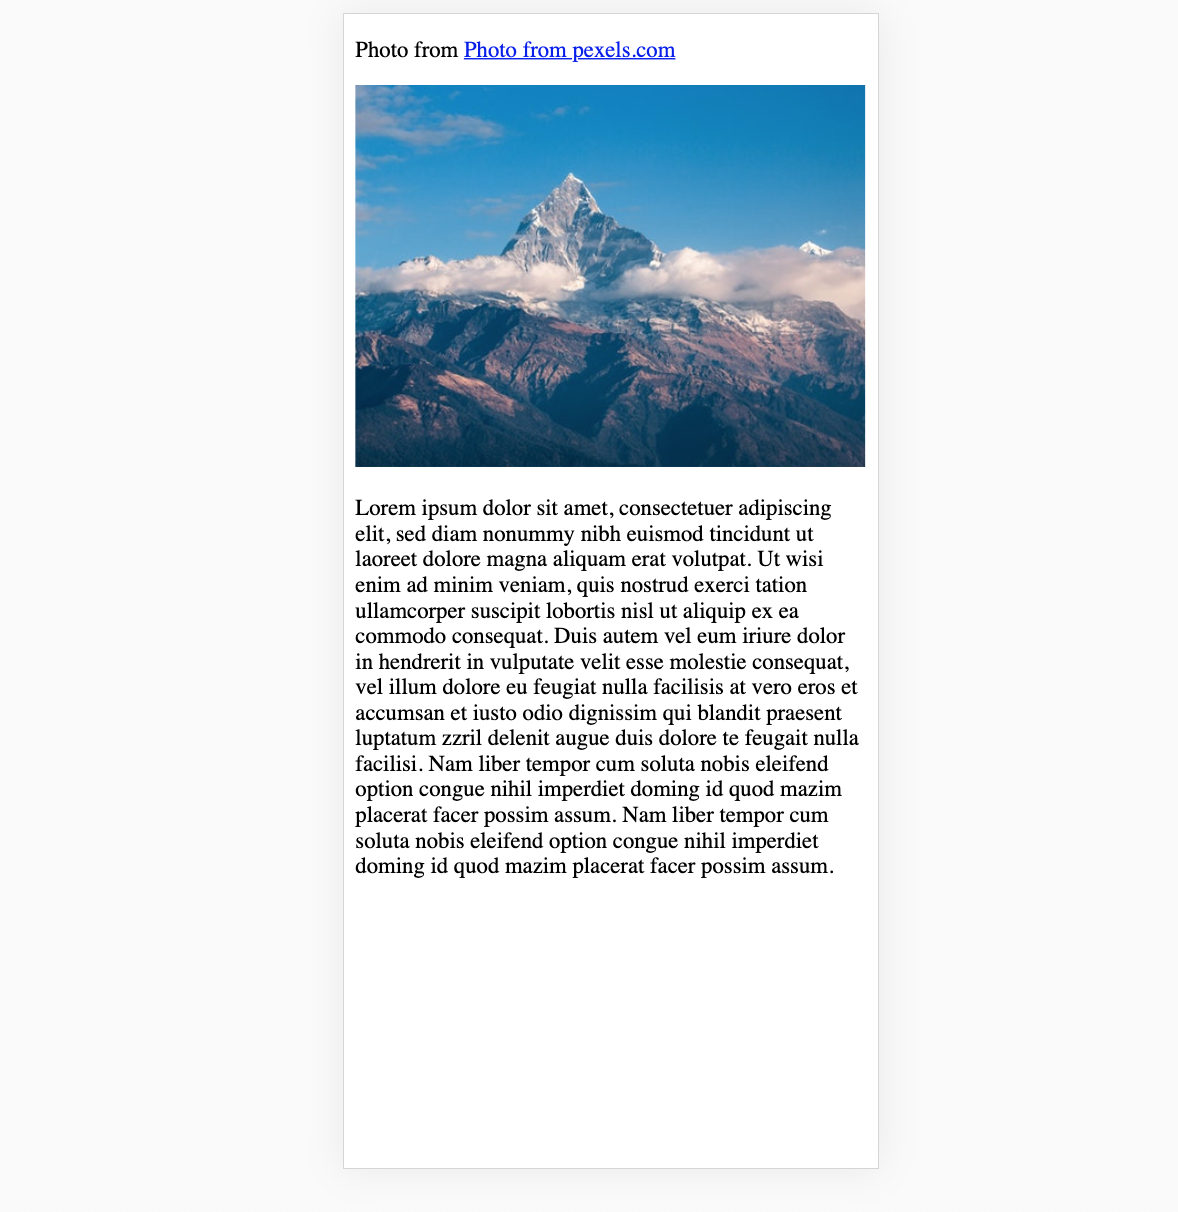 Photo from Photo from pexels.com
Lorem ipsum dolor sit amet, consectetuer adipiscing
elit, sed diam nonummy nibh euismod tincidunt ut
laoreet dolore magna aliquam erat volutpat. Ut wisi
enim ad minim veniam, quis nostrud exerci tation
ullamcorper suscipit lobortis nisl ut aliquip ex ea
commodo consequat. Duis autem vel eum iriure dolor
in hendrerit in vulputate velit esse molestie consequat,
vel illum dolore eu feugiat nulla facilisis at vero eros et
accumsan et iusto odio dignissim qui blandit praesent
luptatum zzril delenit augue duis dolore te feugait nulla
facilisi. Nam liber tempor cum soluta nobis eleifend
option congue nihil imperdiet doming id quod mazim
placerat facer possim assum. Nam liber tempor cum
soluta nobis eleifend option congue nihil imperdiet
doming id quod mazim placerat facer possim assum.